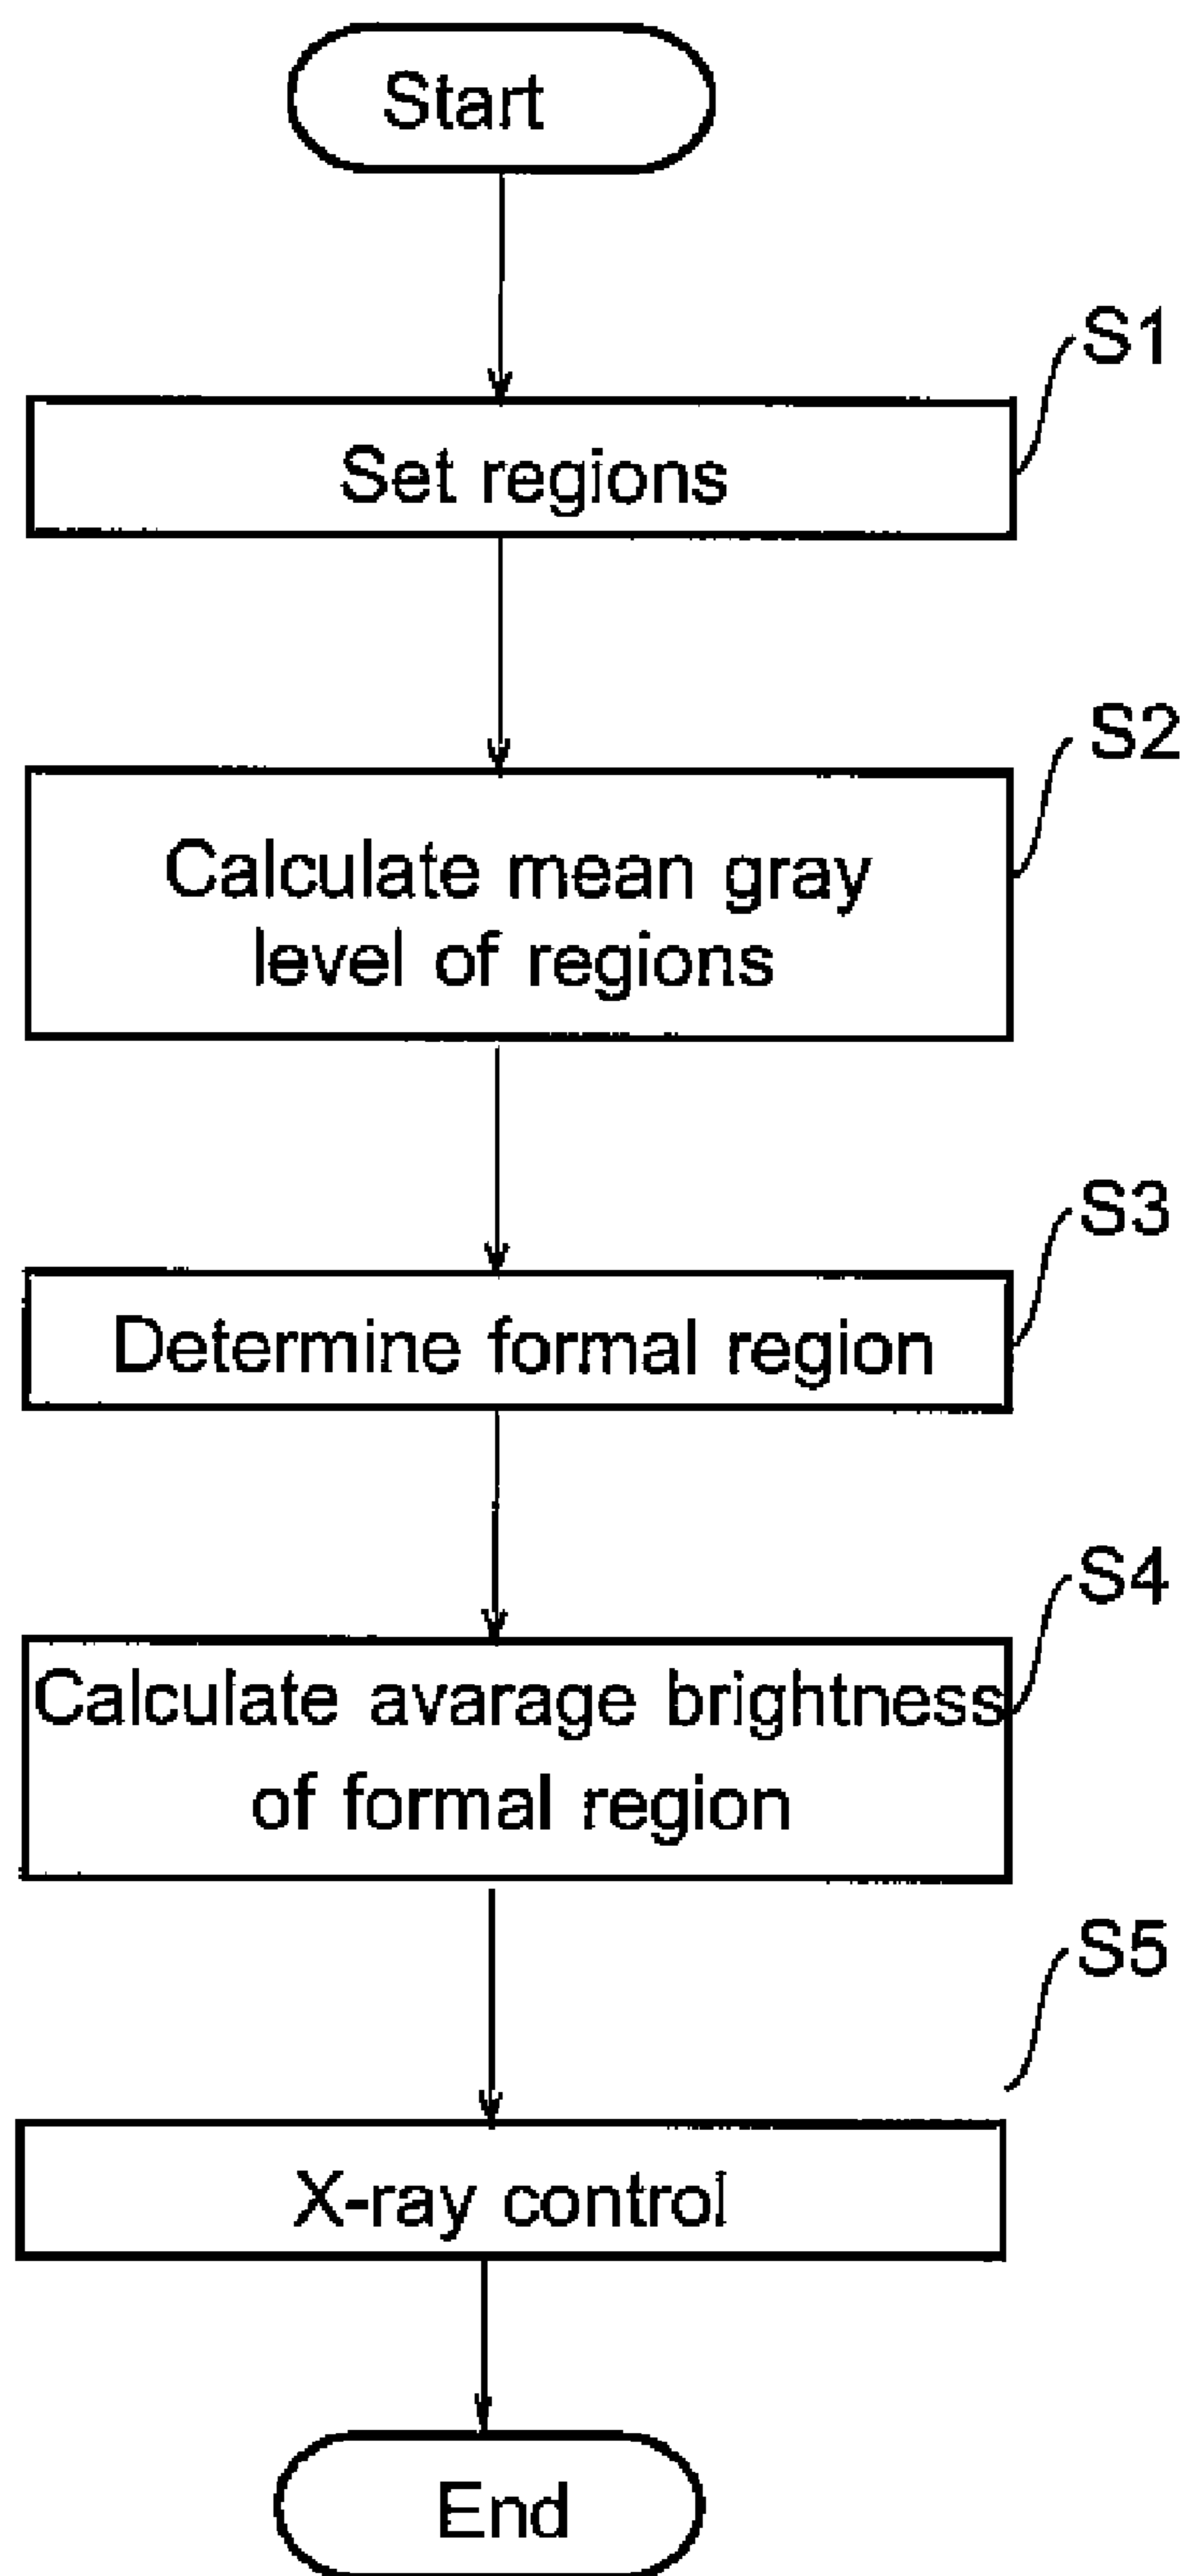 Start
S1
Set regions
S2
Calculate mean gray
level of regions
S3
Determine formal region
S4
Calculate avarage brightness
of formal region
S5
X-ray control
End